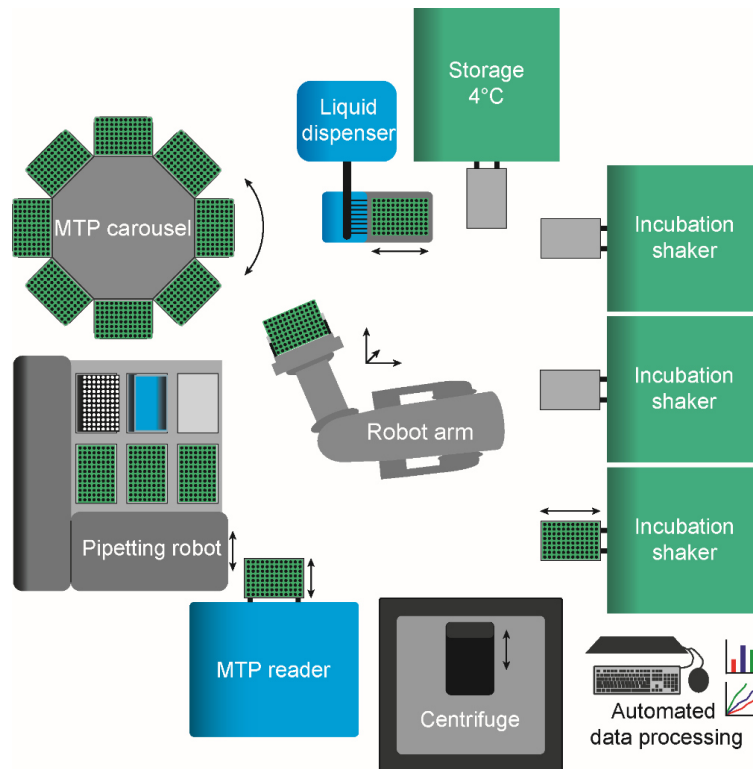 Storage
4°C
Liquid
dispenser
MTP carousel
Incubation
shaker
Incubation
shaker
Robot arm
Pipetting robot
Incubation
shaker
MTP reader
Centrifuge
Automated
data processing